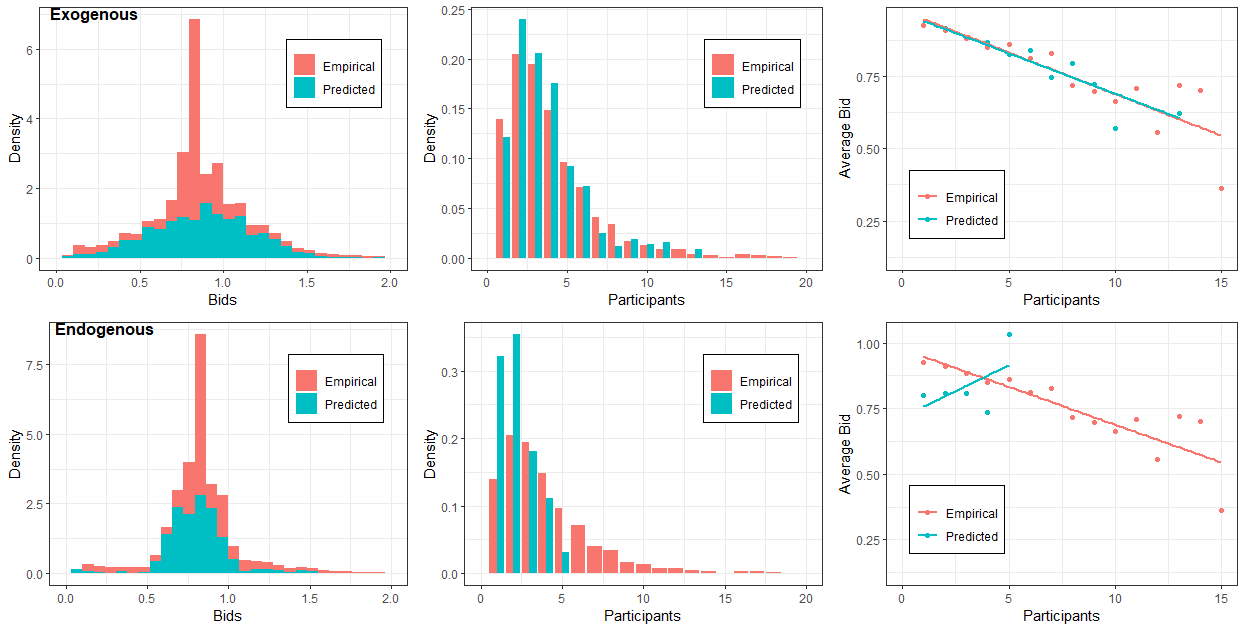 Exogenous
6
4
2
0
Density
0.0
0.5
1.0
1.5
2.0
Bids
Empirical
Predicted
0.25
0.20
0.15
0.10
0.05
0.00
Density
0
5
10
15
20
Participants
Empirical
Predicted
0.75
0.50
0.25
Average Bid
0
5
10
15
Participants
Empirical
Predicted
Endogenous
7.5
5.0
2.5
0.0
Density
0.0
0.5
1.0
1.5
2.0
Bids
Empirical
Predicted
0.3
0.2
0.1
0.0
Density
0
5
10
15
20
Participants
Empirical
Predicted
1.00
0.75
0.50
0.25
Average Bid
0
5
10
15
Participants
Empirical
Predicted